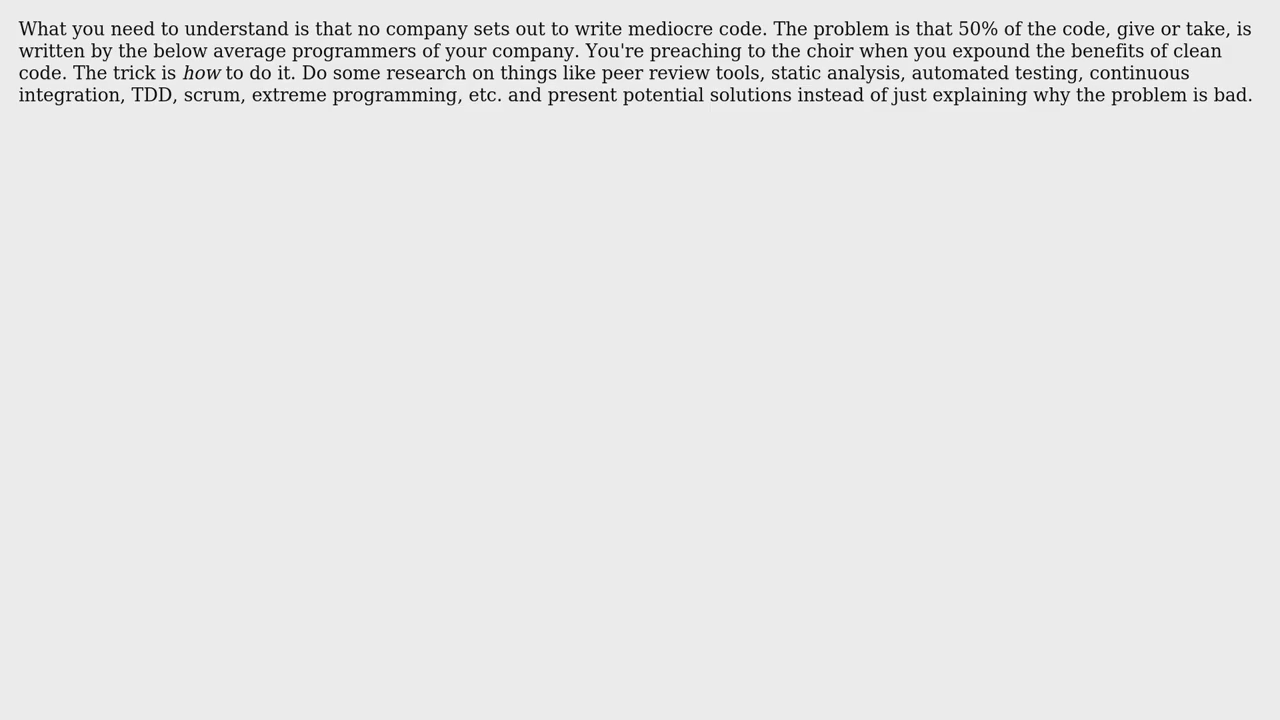 What you need to understand is that no company sets out to write mediocre code. The problem is that 50% of the code, give or take, is
written by the below average programmers of your company. You're preaching to the choir when you expound the benefits of clean
code. The trick is how to do it. Do some research on things like peer review tools, static analysis, automated testing, continuous
integration, TDD, scrum, extreme programming, etc. and present potential solutions instead of just explaining why the problem is bad.